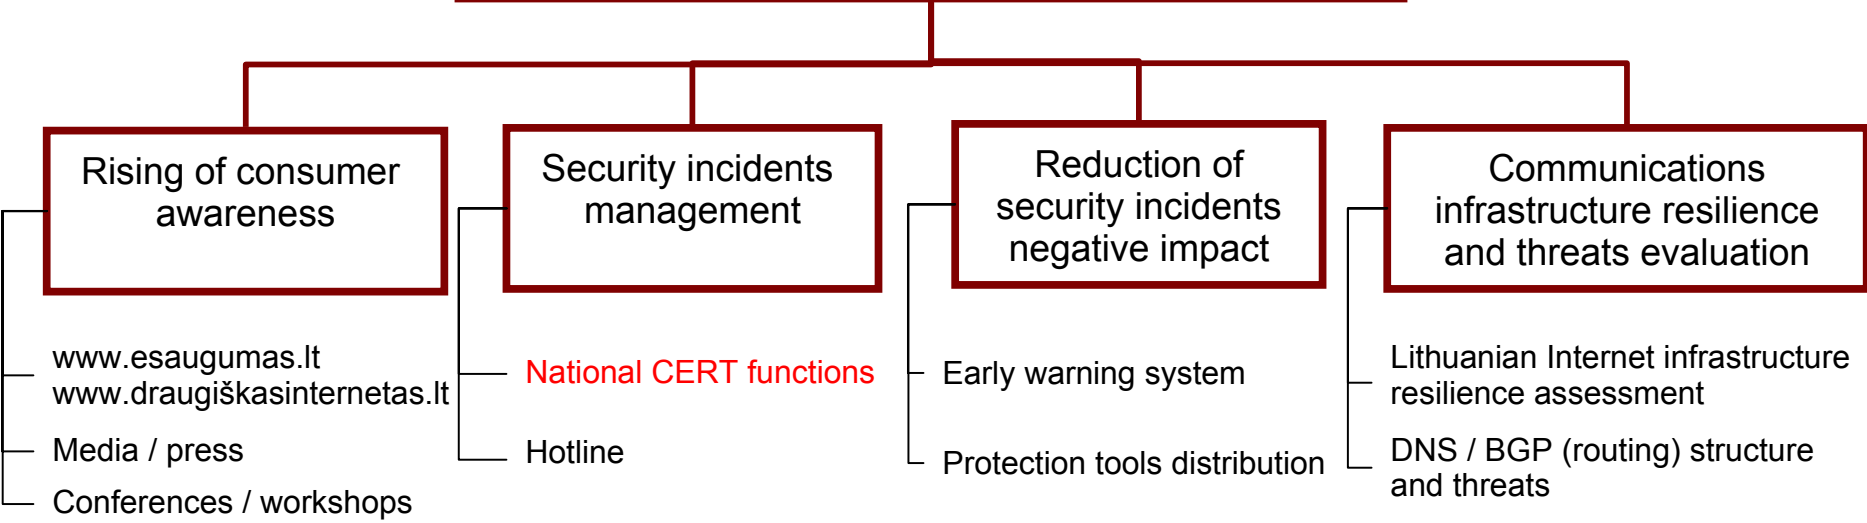 Rising of consumer
awareness
www.esaugumas.lt
www.draugiškasinternetas.lt
Media / press
Conferences / workshops
Security incidents
management
National CERT functions
Hotline
Reduction of
security incidents
negative impact
Early warning system
Protection tools distribution
Communications
infrastructure resilience
and threats evaluation
Lithuanian Internet infrastructure
resilience assessment
DNS / BGP (routing) structure
and threats